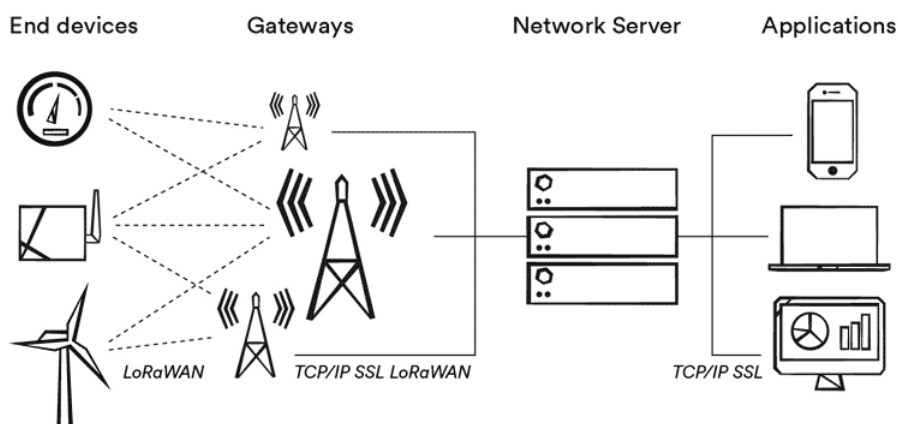 End devices
Gateways
Network Server
Applications
LoRaWAN
TCP/IP SSL LoRaWAN
TCP/IP SSL